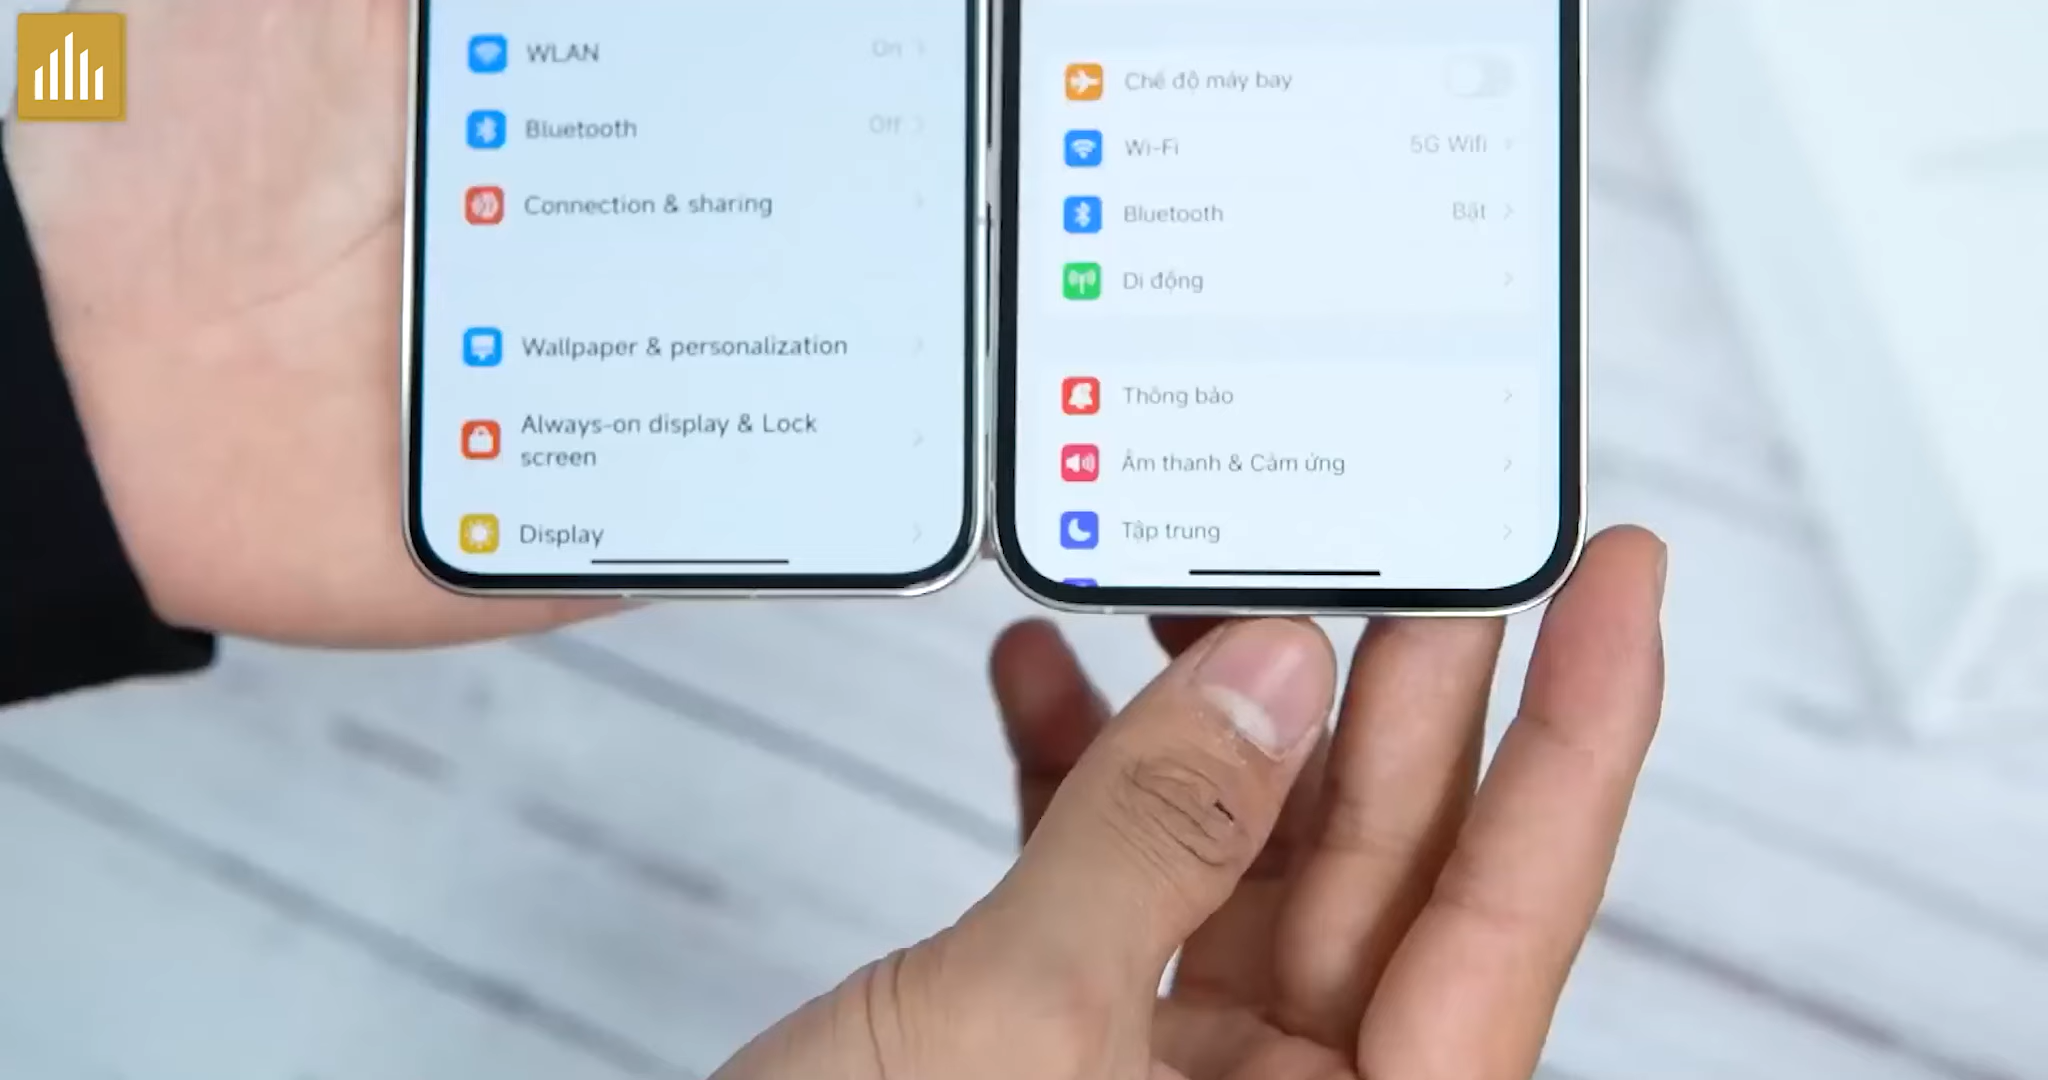 WLAN On
Bluetooth Off
Connection & sharing
Wallpaper & personalization
Always-on display & Lock
screen
Display
Chế độ máy bay
Wi-Fi 5G Wifi
Bluetooth Bật
Di động
Thông báo
Âm thanh & Cảm ứng
Tập trung